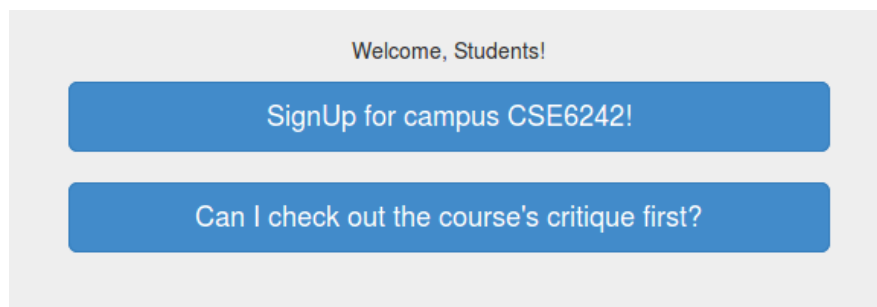 Welcome, Students!
SignUp for campus CSE6242!
Can I check out the course's critique first?